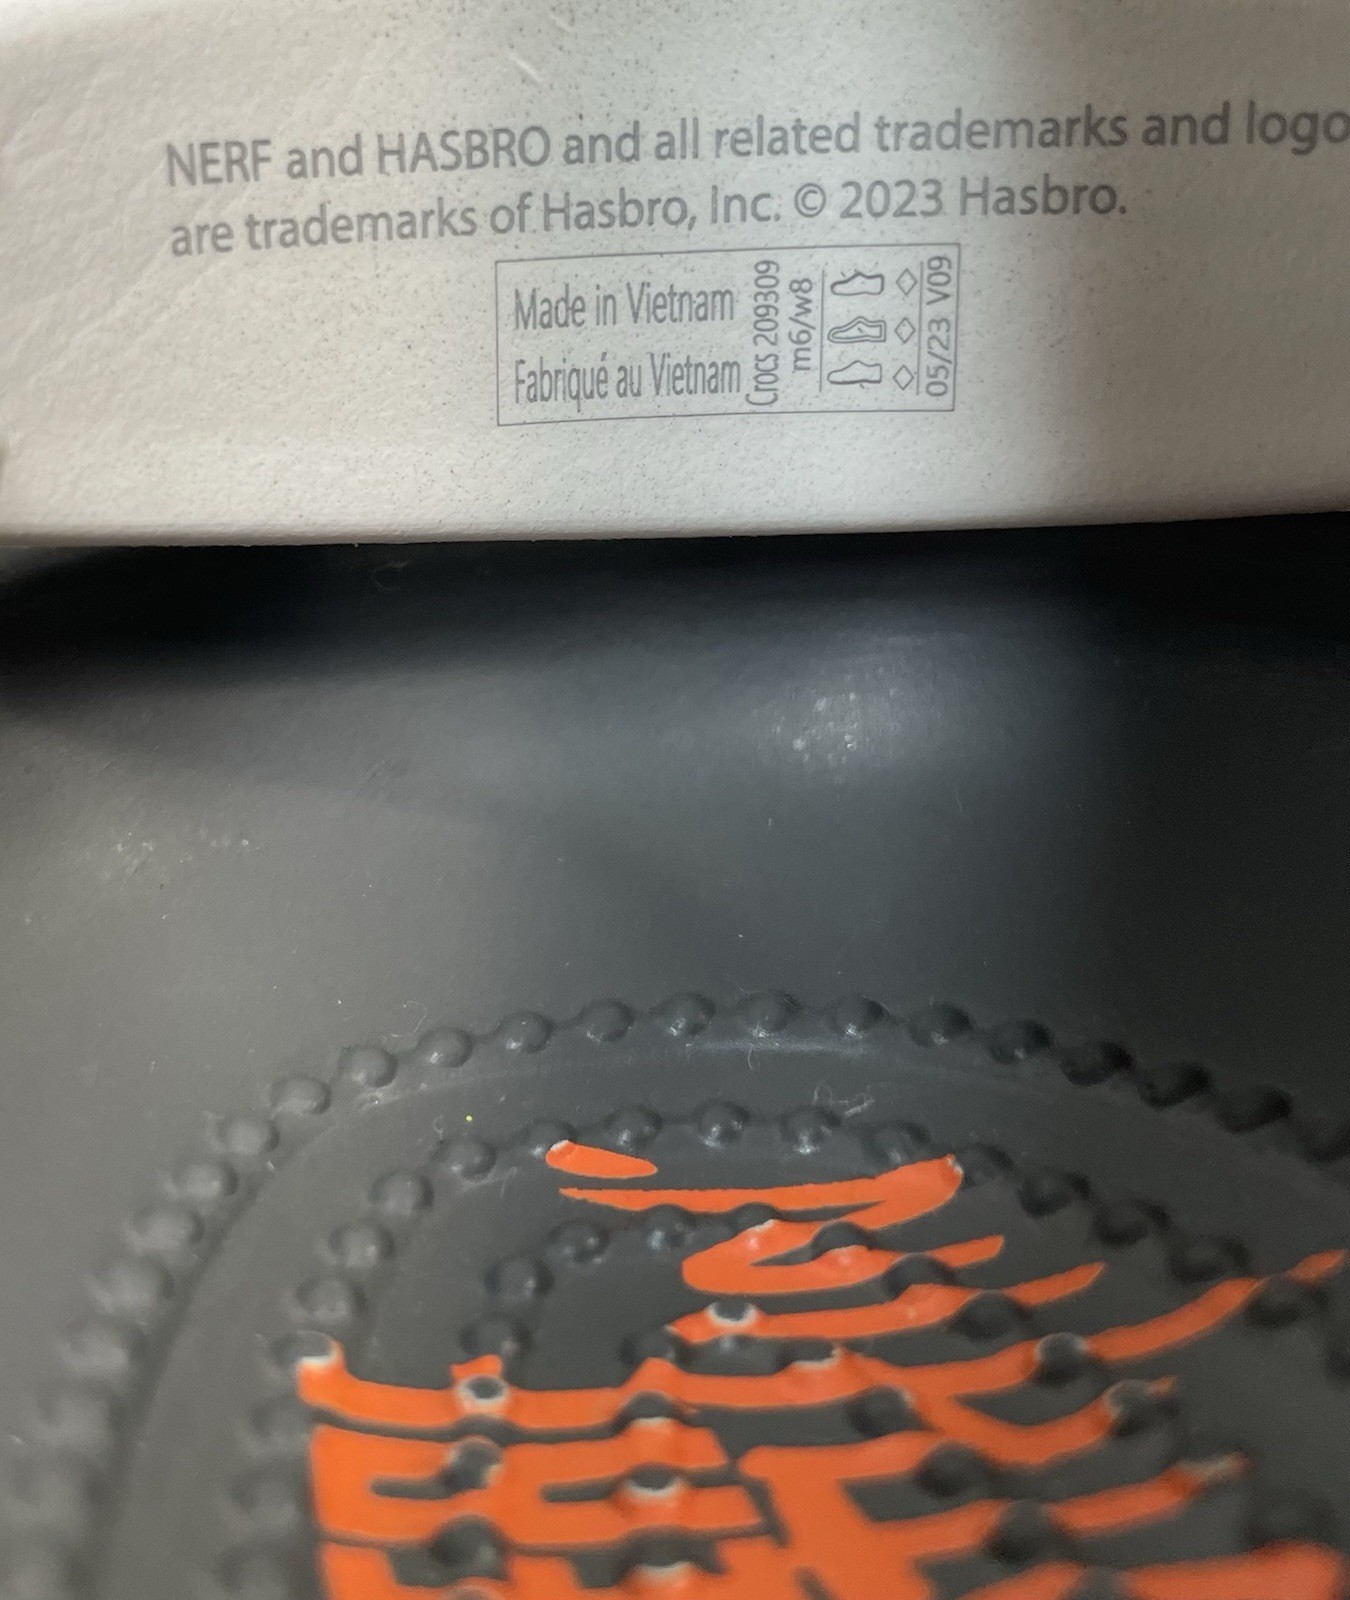 NERF and HASBRO and all related trademarks and logo
are trademarks of Hasbro, Inc. © 2023 Hasbro.
Made in Vietnam
Fabriqué au Vietnam
Crocs 209309
m6/w8
05/23 V09